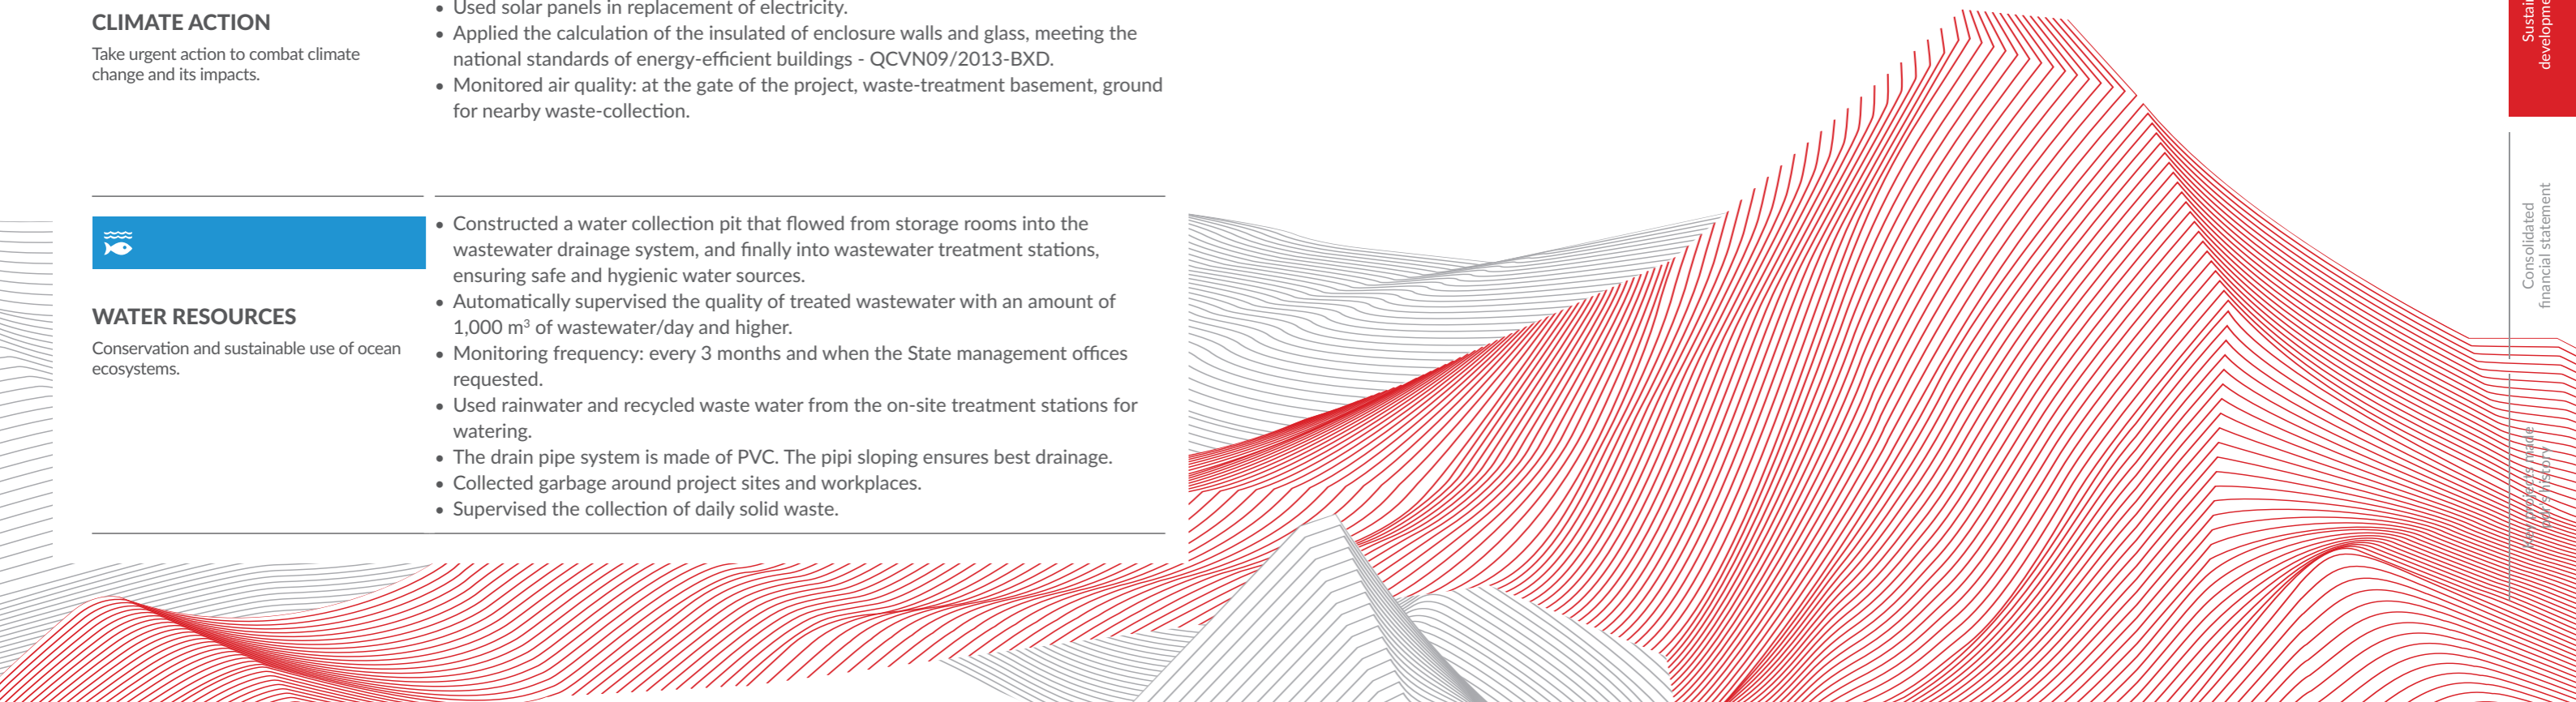 CLIMATE ACTION
Take urgent action to combat climate
change and its impacts.
• Used solar panels in replacement of electricity.
• Applied the calculation of the insulated of enclosure walls and glass, meeting the
national standards of energy-efficient buildings - QCVN09/2013-BXD.
• Monitored air quality: at the gate of the project, waste-treatment basement, ground
for nearby waste-collection.
WATER RESOURCES
Conservation and sustainable use of ocean
ecosystems.
• Constructed a water collection pit that flowed from storage rooms into the
wastewater drainage system, and finally into wastewater treatment stations,
ensuring safe and hygienic water sources.
• Automatically supervised the quality of treated wastewater with an amount of
1,000 m³ of wastewater/day and higher.
• Monitoring frequency: every 3 months and when the State management offices
requested.
• Used rainwater and recycled waste water from the on-site treatment stations for
watering.
• The drain pipe system is made of PVC. The pipi sloping ensures best drainage.
• Collected garbage around project sites and workplaces.
• Supervised the collection of daily solid waste.
Consolidated
financial statement
projects made
history